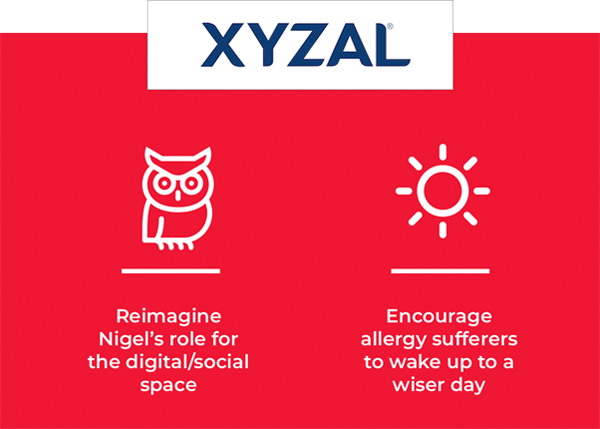 XYZAL®
Reimagine
Nigel's role for
the digital/social
space
Encourage
allergy sufferers
to wake up to a
wiser day